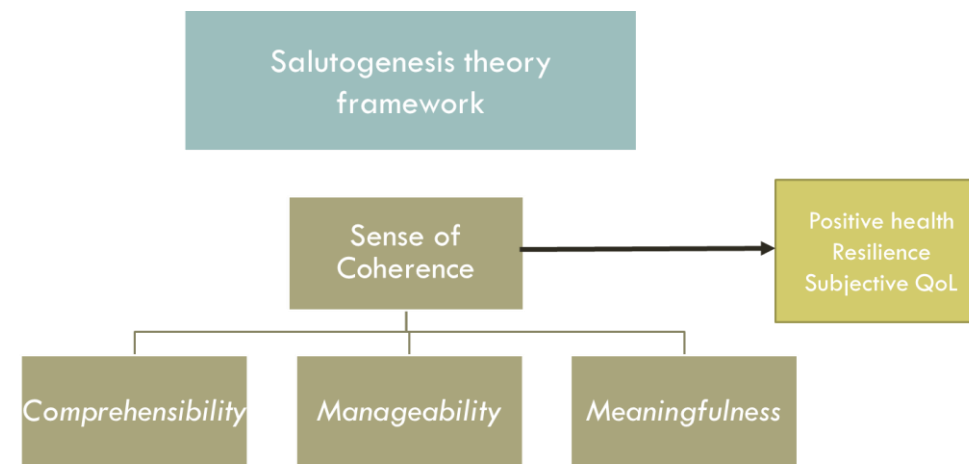 Salutogenesis theory
framework
Sense of
Coherence
Positive health
Resilience
Subjective QoL
Comprehensibility
Manageability
Meaningfulness